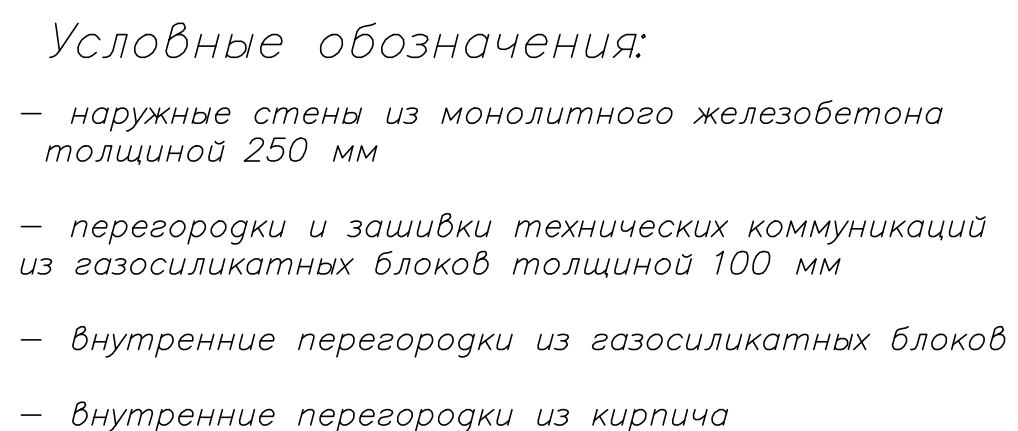 Условные обозначения:
– наружные стены из монолитного железобетона
толщиной 250 мм
– перегородки и зашивки технических коммуникаций
из газосиликатных блоков толщиной 100 мм
– внутренние перегородки из газосиликатных блоков
– внутренние перегородки из кирпича